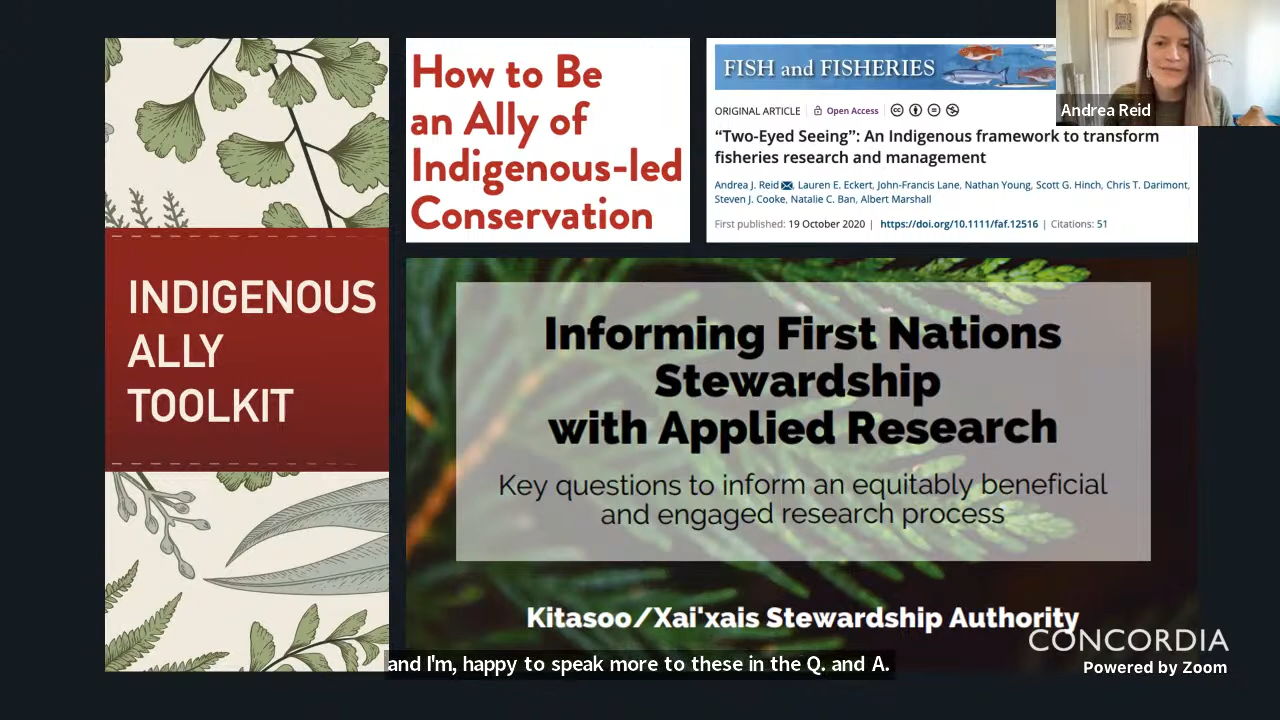 INDIGENOUS
ALLY
TOOLKIT
How to Be
an Ally of
Indigenous-led
Conservation
FISH and FISHERIES
ORIGINAL ARTICLE
Open Access
“Two-Eyed Seeing”: An Indigenous framework to transform
fisheries research and management
Andrea J. Reid, Lauren E. Eckert, John-Francis Lane, Nathan Young, Scott G. Hinch, Chris T. Darimont,
Steven J. Cooke, Natalie C. Ban, Albert Marshall
First published: 19 October 2020 | https://doi.org/10.1111/faf.12516 | Citations: 51
Andrea Reid
Informing First Nations
Stewardship
with Applied Research
Key questions to inform an equitably beneficial
and engaged research process
Kitasoo/Xai'xais Stewardship Authority
CONCORDIA
Powered by Zoom
and I'm, happy to speak more to these in the Q. and A.